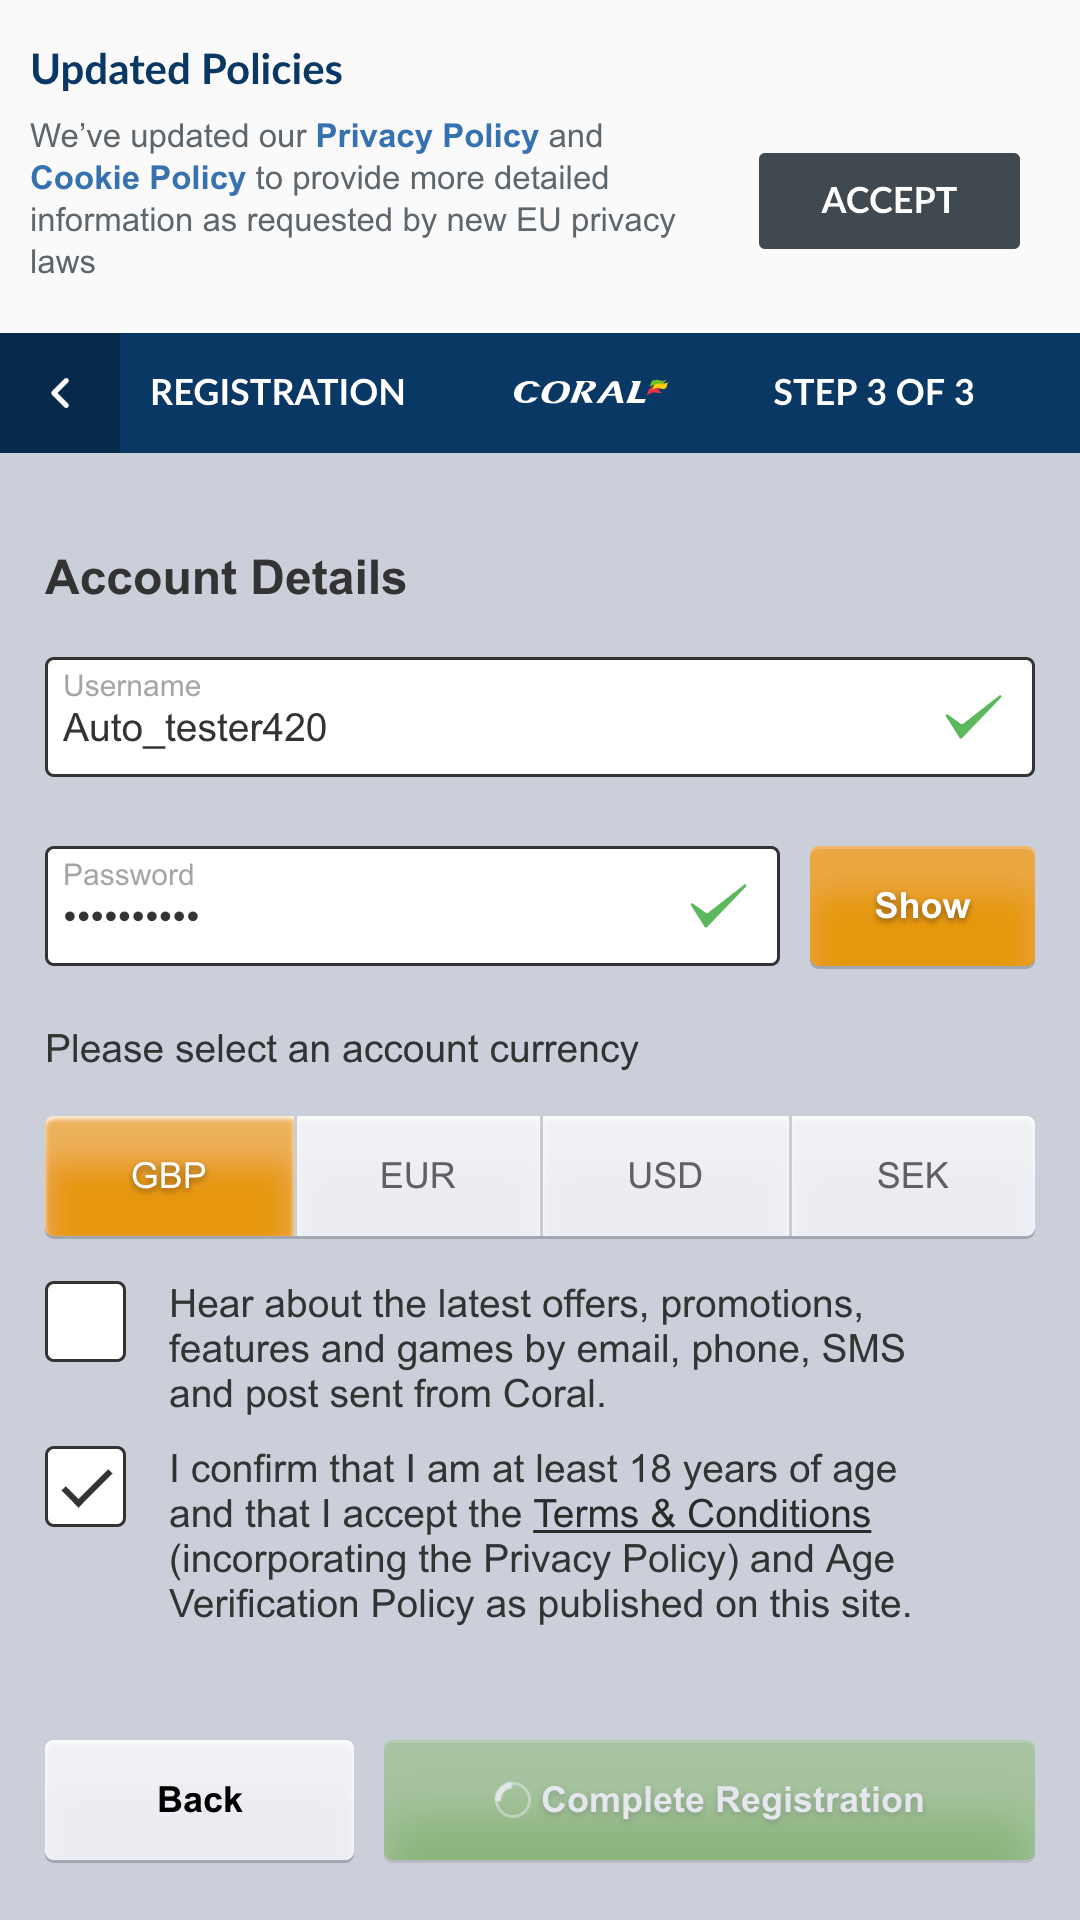 Updated Policies
We’ve updated our Privacy Policy and
Cookie Policy to provide more detailed
information as requested by new EU privacy
laws
ACCEPT
REGISTRATION
CORAL
STEP 3 OF 3
Account Details
Username
Auto_tester420
Password
••••••••••
Show
Please select an account currency
GBP
EUR
USD
SEK
Hear about the latest offers, promotions,
features and games by email, phone, SMS
and post sent from Coral.
I confirm that I am at least 18 years of age
and that I accept the Terms & Conditions
(incorporating the Privacy Policy) and Age
Verification Policy as published on this site.
Back
Complete Registration